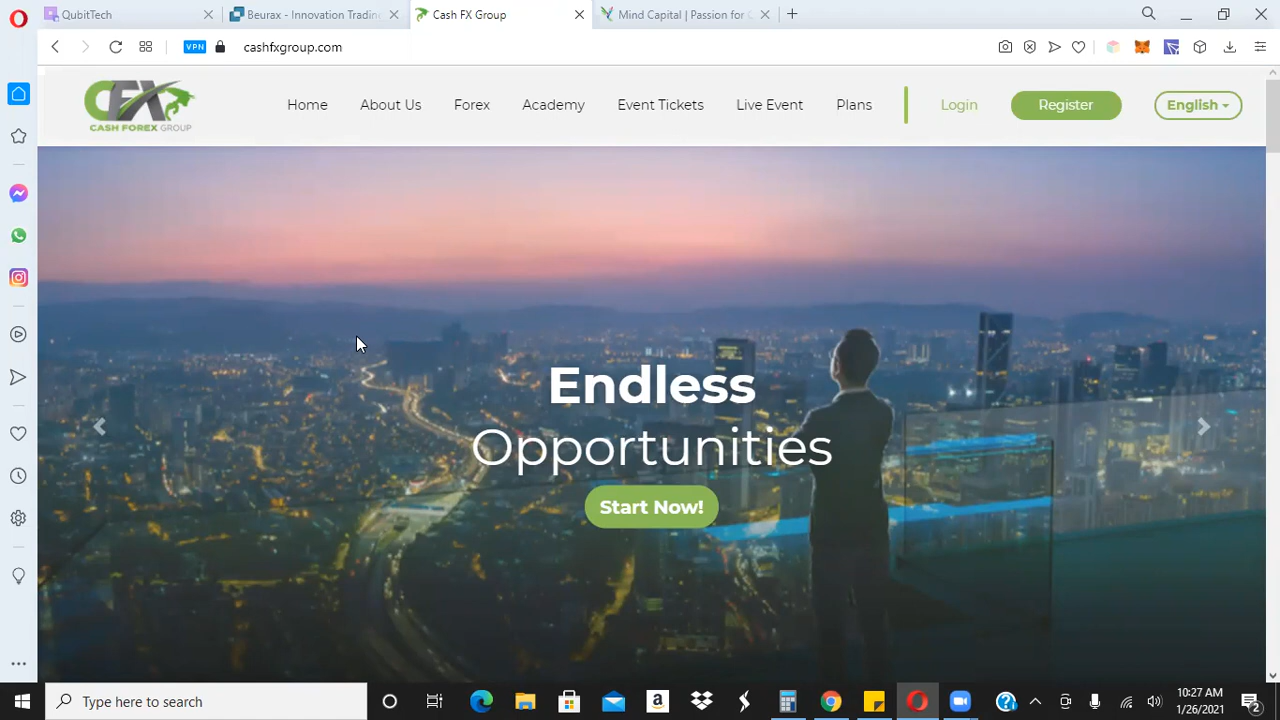 QubitTech
Beurax - Innovation Trading
Cash FX Group
Mind Capital | Passion for C
VPN
cashfxgroup.com
CFX
CASH FOREX GROUP
Home
About Us
Forex
Academy
Event Tickets
Live Event
Plans
Login
Register
English
Endless
Opportunities
Start Now!
Type here to search
10:27 AM
1/26/2021
2